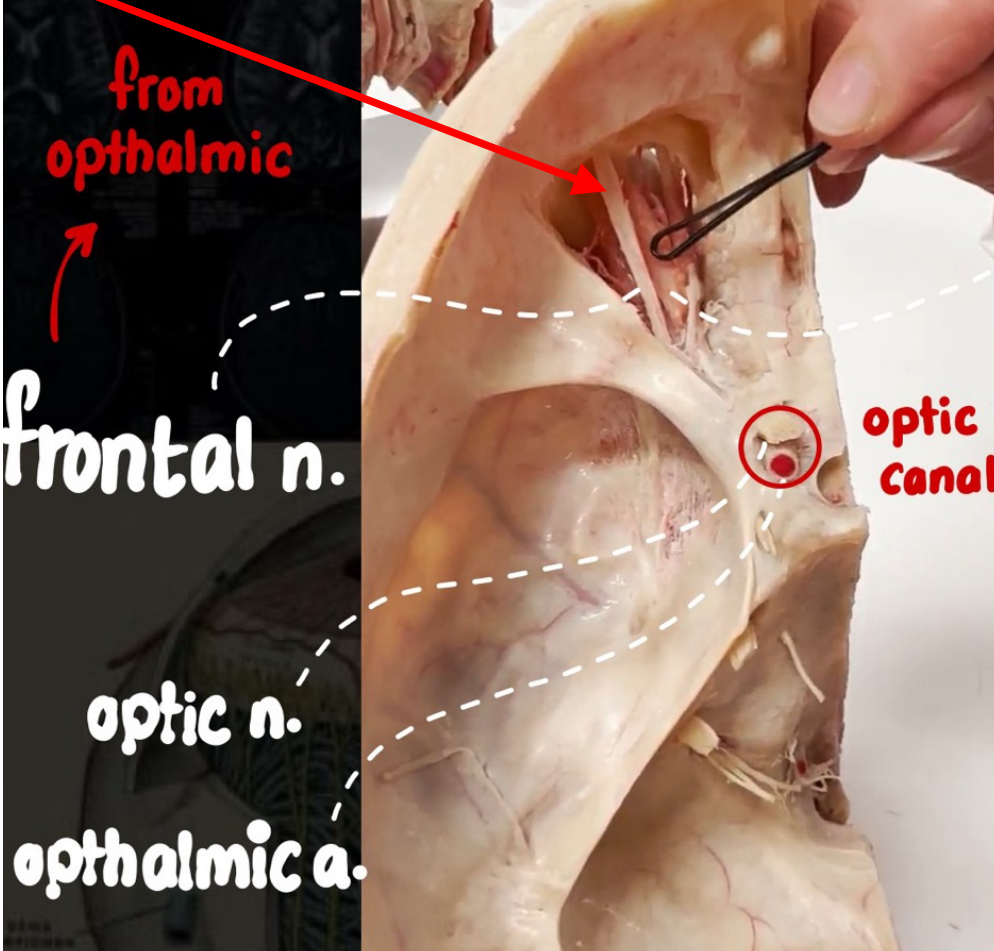 from
opthalmic
frontal n.
optic
canal
optic n.
opthalmic a.